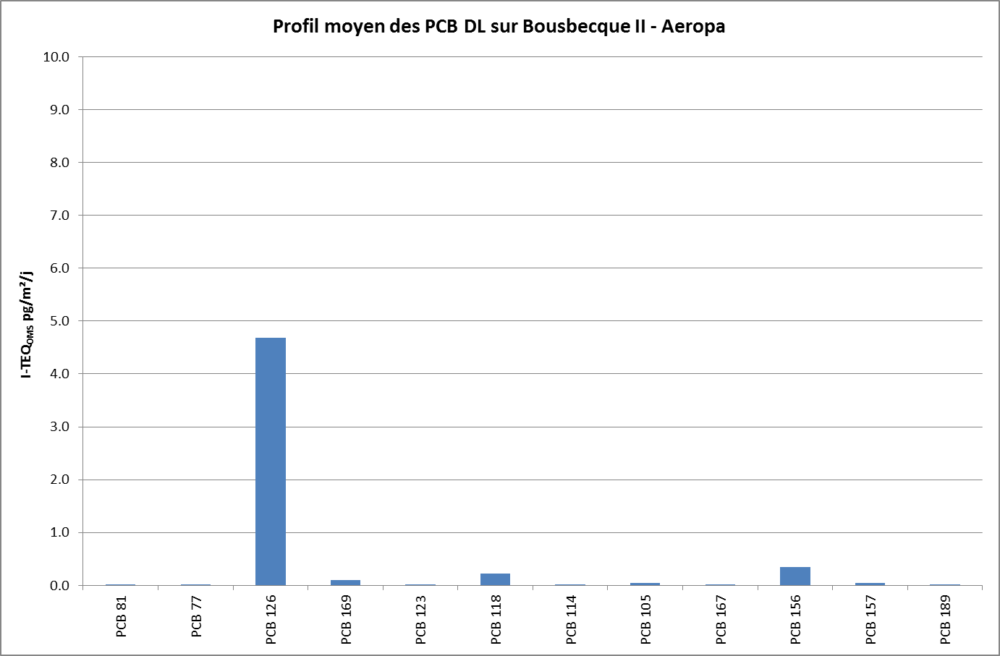 Profil moyen des PCB DL sur Bousbecque II - Aeropa
10.0
9.0
8.0
7.0
6.0
5.0
4.0
3.0
2.0
1.0
0.0
I-TEQOMS pg/m²/j
PCB 81
PCB 77
PCB 126
PCB 169
PCB 123
PCB 118
PCB 114
PCB 105
PCB 167
PCB 156
PCB 157
PCB 189